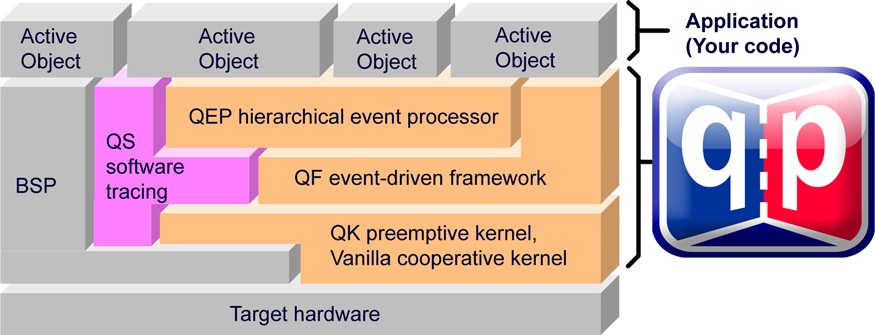 Active
Object
Active
Object
Active
Object
Active
Object
Application
(Your code)
QEP hierarchical event processor
QS
software
tracing
BSP
QF event-driven framework
QK preemptive kernel,
Vanilla cooperative kernel
Target hardware
qp